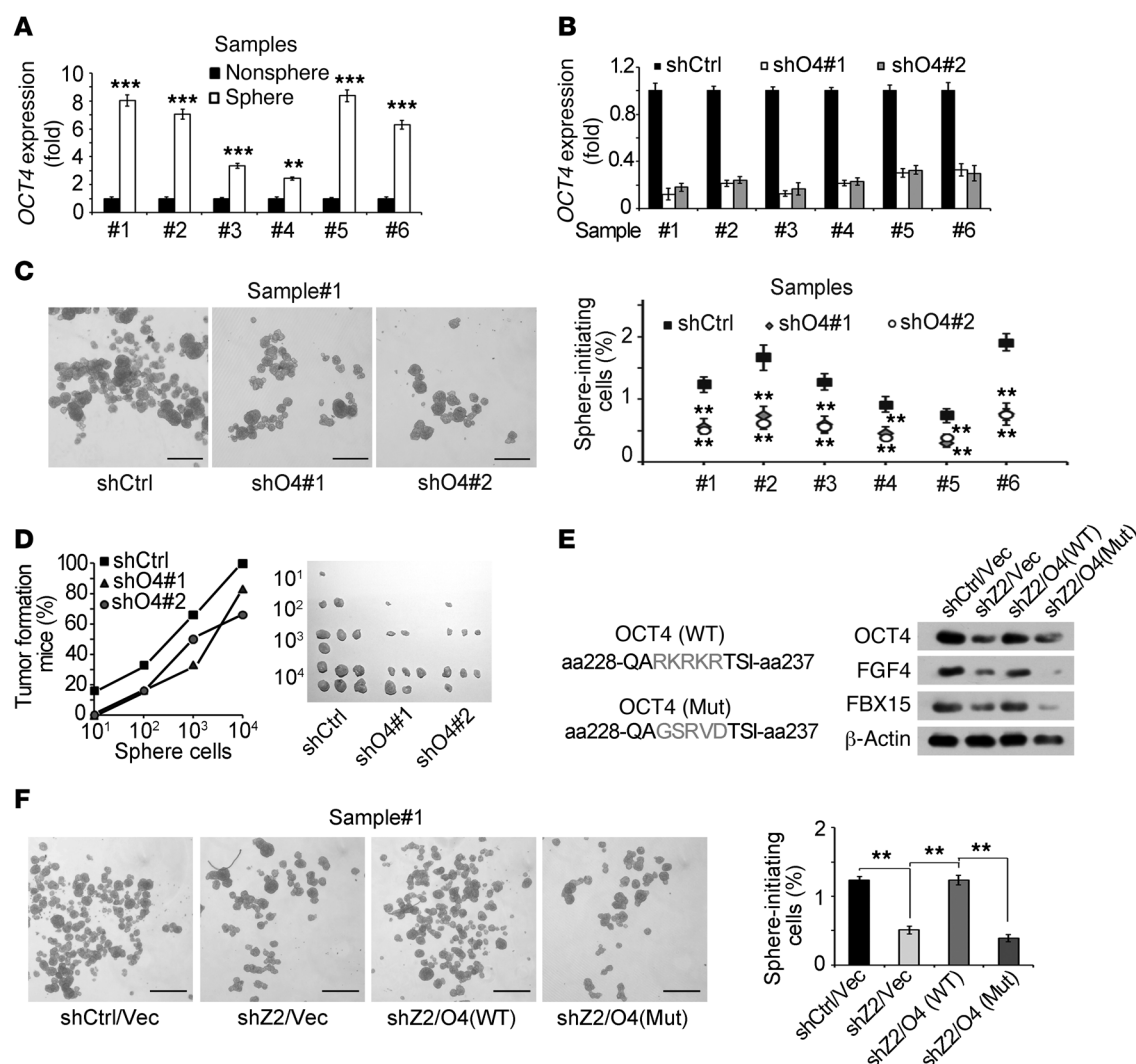 A
Samples
Nonsphere
Sphere
OCT4 expression
(fold)
10
8
6
4
2
0
*** *** *** ** *** ***
#1 #2 #3 #4 #5 #6
B
shCtrl shO4#1 shO4#2
OCT4 expression
(fold)
1.2
0.8
0.4
0
Sample #1 #2 #3 #4 #5 #6
C
Sample#1
shCtrl shO4#1 shO4#2
Samples
shCtrl shO4#1 shO4#2
Sphere-initiating
cells (%)
2
1
0
** ** ** ** ** **
** ** ** ** ** **
#1 #2 #3 #4 #5 #6
D
shCtrl
shO4#1
shO4#2
Tumor formation
mice (%)
100
80
60
40
20
0
10¹ 10² 10³ 10⁴
Sphere cells
10¹
10²
10³
10⁴
shCtrl shO4#1 shO4#2
E
OCT4 (WT)
aa228-QARKRKRTSI-aa237
OCT4 (Mut)
aa228-QAGSRVDTSI-aa237
shCtrl/Vec
shZ2/Vec
shZ2/O4(WT)
shZ2/O4(Mut)
OCT4
FGF4
FBX15
β-Actin
F
Sample#1
shCtrl/Vec shZ2/Vec shZ2/O4(WT) shZ2/O4(Mut)
Sphere-initiating
cells (%)
2
1
0
** ** **
shCtrl/Vec
shZ2/Vec
shZ2/O4 (WT)
shZ2/O4 (Mut)